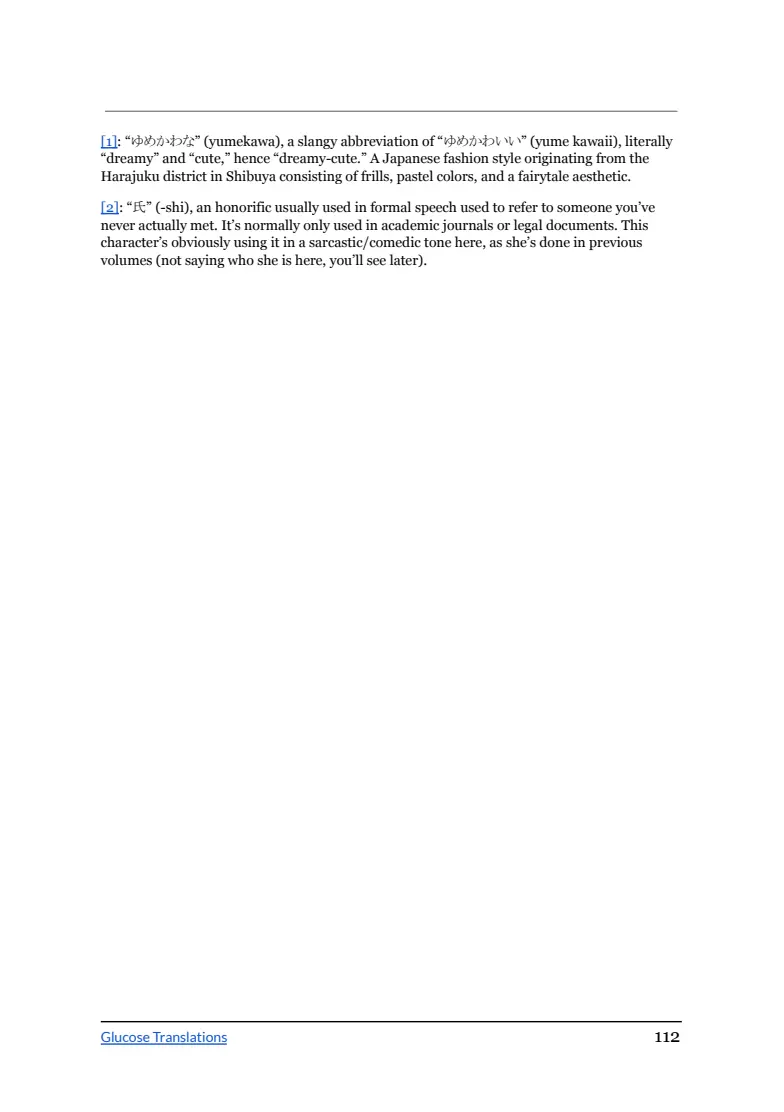 [1]: “ゆめかわな” (yumekawa), a slangy abbreviation of “ゆめかわいい” (yume kawaii), literally
“dreamy” and “cute,” hence “dreamy-cute.” A Japanese fashion style originating from the
Harajuku district in Shibuya consisting of frills, pastel colors, and a fairytale aesthetic.
[2]: “氏” (-shi), an honorific usually used in formal speech used to refer to someone you’ve
never actually met. It’s normally only used in academic journals or legal documents. This
character’s obviously using it in a sarcastic/comedic tone here, as she’s done in previous
volumes (not saying who she is here, you’ll see later).
Glucose Translations 112